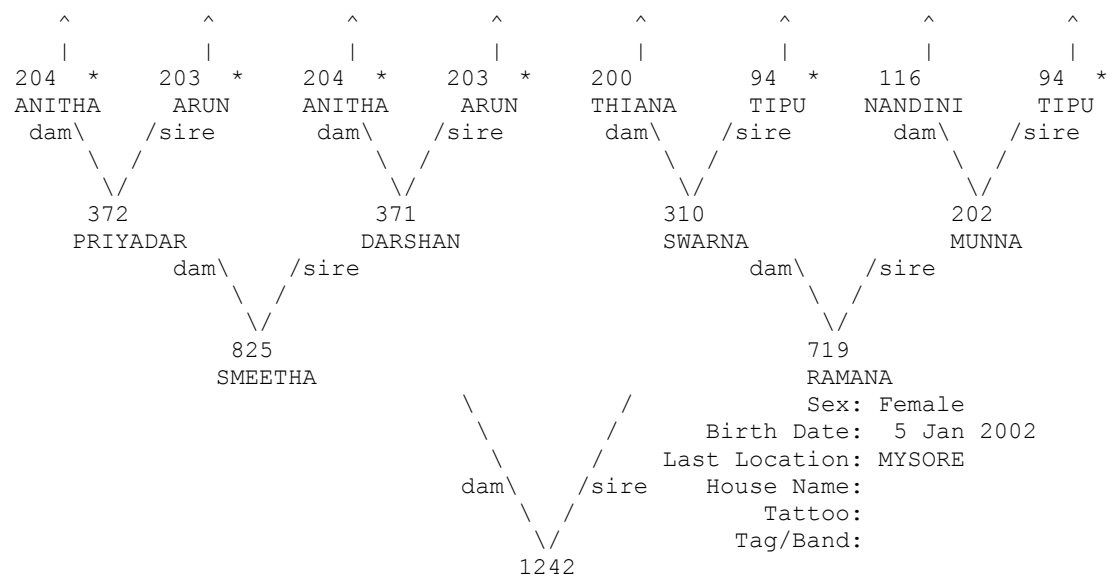 ^ ^ ^ ^ ^ ^ ^ ^
| | | | | | | |
204 * 203 * 204 * 203 * 200 94 * 116 94 *
ANITHA ARUN ANITHA ARUN THIANA TIPU NANDINI TIPU
dam\ /sire dam\ /sire dam\ /sire dam\ /sire
\ / \ / \ / \ /
\/ \/ \/ \/
372 371 310 202
PRIYADAR DARSHAN SWARNA MUNNA
dam\ /sire dam\ /sire
\ / \ /
\/ \/
825 719
SMEETHA RAMANA
\ / Sex: Female
\ / Birth Date: 5 Jan 2002
\ / Last Location: MYSORE
dam\ /sire House Name:
\ / Tattoo:
\/ Tag/Band:
1242